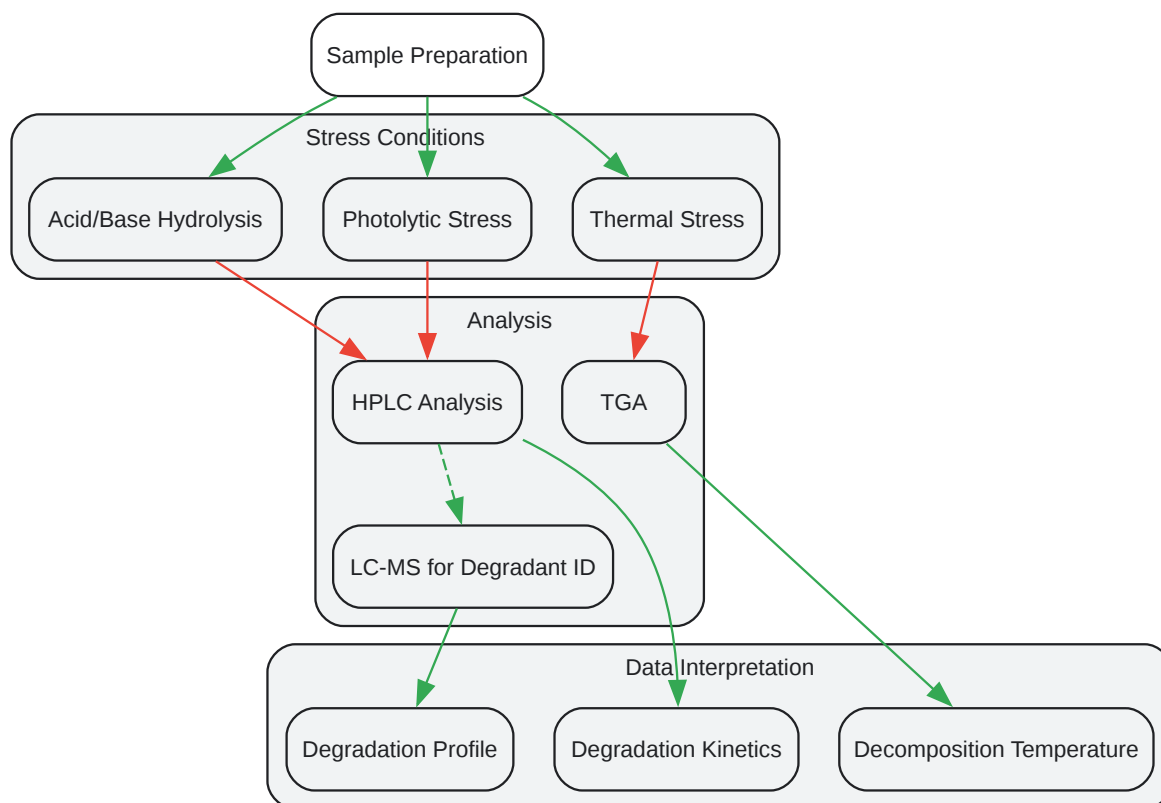 Sample Preparation
Stress Conditions
Acid/Base Hydrolysis
Photolytic Stress
Thermal Stress
Analysis
HPLC Analysis
TGA
LC-MS for Degradant ID
Data Interpretation
Degradation Profile
Degradation Kinetics
Decomposition Temperature